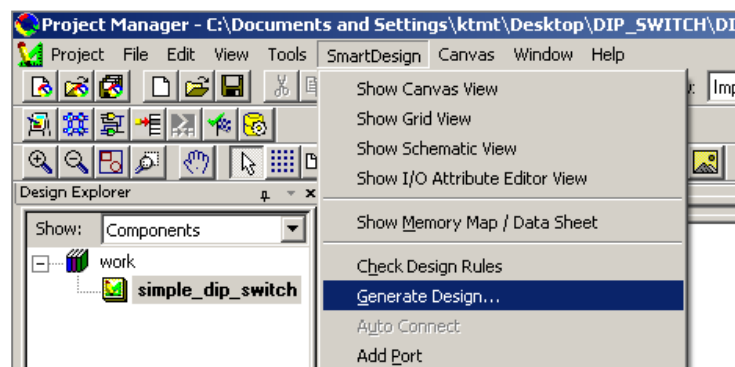 Project Manager - C:\Documents and Settings\ktmt\Desktop\DIP_SWITCH\DI
Project File Edit View Tools SmartDesign Canvas Window Help
Show Canvas View
Show Grid View
Show Schematic View
Show I/O Attribute Editor View
Show Memory Map / Data Sheet
Check Design Rules
Generate Design...
Auto Connect
Add Port
Design Explorer
Show: Components
work
simple_dip_switch